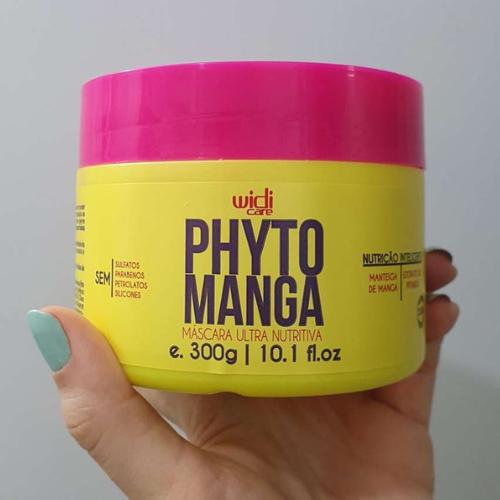 widi
care
PHYTO
MANGA
MÁSCARA ULTRA NUTRITIVA
e. 300g | 10.1 fl.oz
SEM
SULFATOS
PARABENOS
PETROLATOS
SILICONES
NUTRIÇÃO
MANTEIGA
DE MANGA